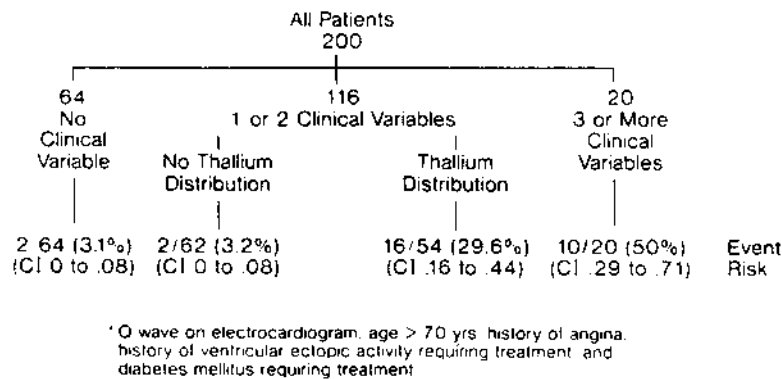 All Patients
200
64 116 20
No 1 or 2 Clinical Variables 3 or More
Clinical Clinical
Variable No Thallium Thallium Variables
Distribution Distribution
2 64 (3.1%) 2/62 (3.2%) 16/54 (29.6%) 10/20 (50%) Event
(CI 0 to .08) (CI 0 to .08) (CI .16 to .44) (CI .29 to .71) Risk
* Q wave on electrocardiogram, age > 70 yrs history of angina,
history of ventricular ectopic activity requiring treatment and
diabetes mellitus requiring treatment